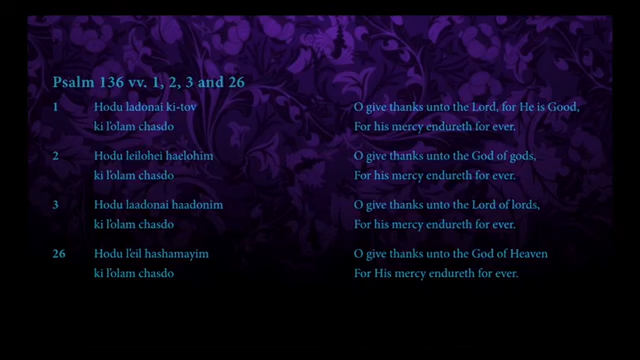 Psalm 136 vv. 1, 2, 3 and 26
1 Hodu ladonai ki-tov O give thanks unto the Lord, for He is Good,
ki l'olam chasdo For his mercy endureth for ever.
2 Hodu leilohei haelohim O give thanks unto the God of gods,
ki l'olam chasdo For his mercy endureth for ever.
3 Hodu laadonai haadonim O give thanks unto the Lord of lords,
ki l'olam chasdo For his mercy endureth for ever.
26 Hodu l'eil hashamayim O give thanks unto the God of Heaven
ki l'olam chasdo For His mercy endureth for ever.